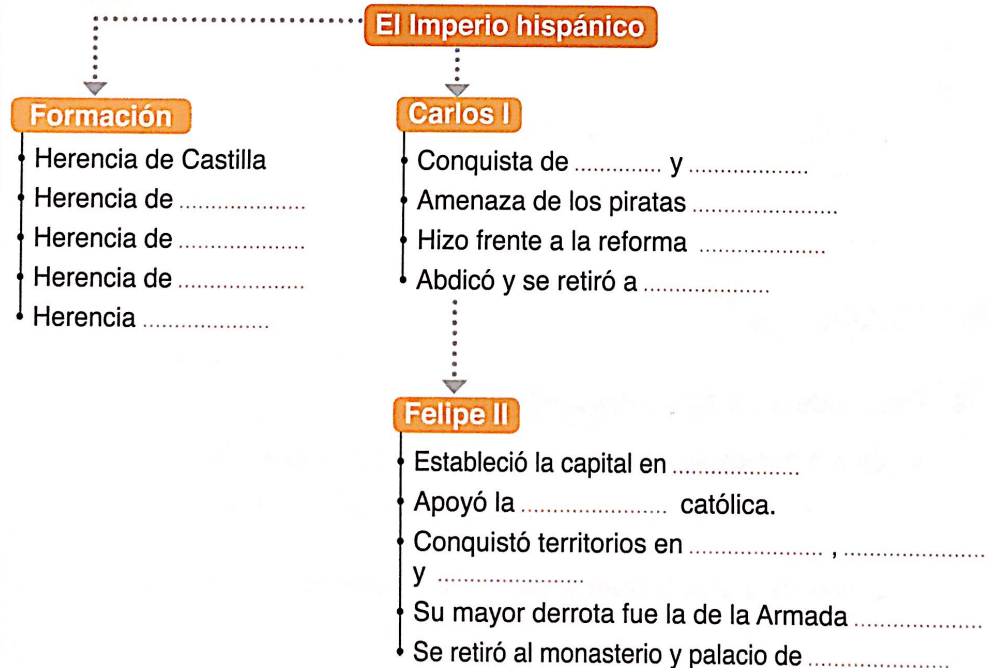 El Imperio hispánico
Formación
Herencia de Castilla
Herencia de ....................
Herencia de ....................
Herencia de ....................
Herencia ....................
Carlos I
Conquista de .............. y ...................
Amenaza de los piratas .......................
Hizo frente a la reforma ....................
Abdicó y se retiró a ....................
Felipe II
Estableció la capital en ....................
Apoyó la ....................... católica.
Conquistó territorios en ...................... , .......................
y .......................
Su mayor derrota fue la de la Armada .....................
Se retiró al monasterio y palacio de .......................